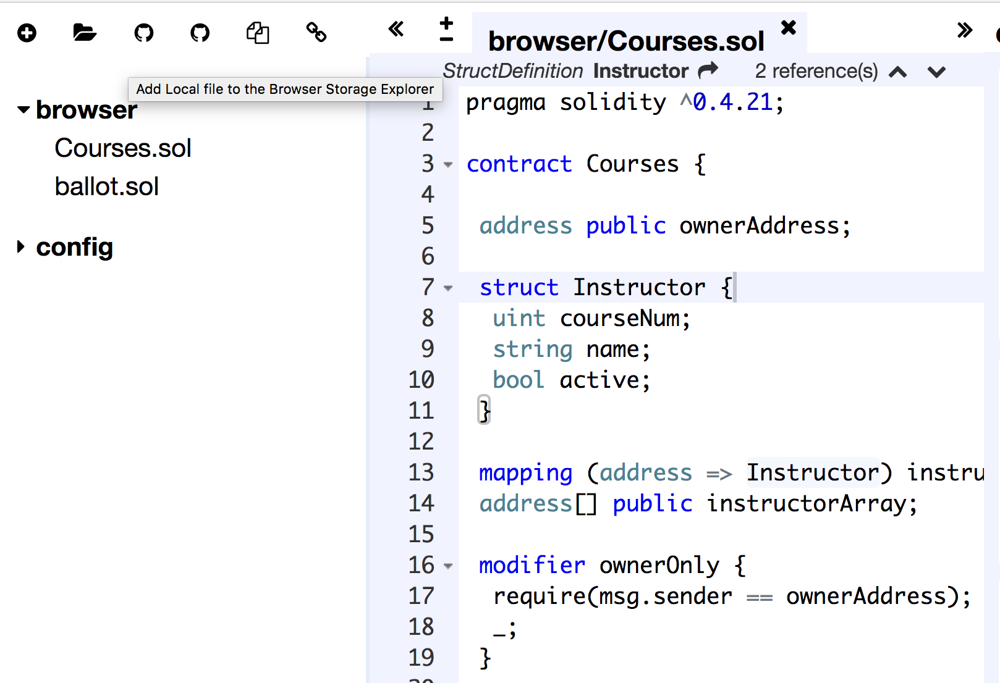 browser/Courses.sol
StructDefinition Instructor 2 reference(s)
Add Local file to the Browser Storage Explorer
browser
Courses.sol
ballot.sol
config
1 pragma solidity ^0.4.21;
2
3 contract Courses {
4
5 address public ownerAddress;
6
7 struct Instructor {
8 uint courseNum;
9 string name;
10 bool active;
11 }
12
13 mapping (address => Instructor) instru
14 address[] public instructorArray;
15
16 modifier ownerOnly {
17 require(msg.sender == ownerAddress);
18 _;
19 }